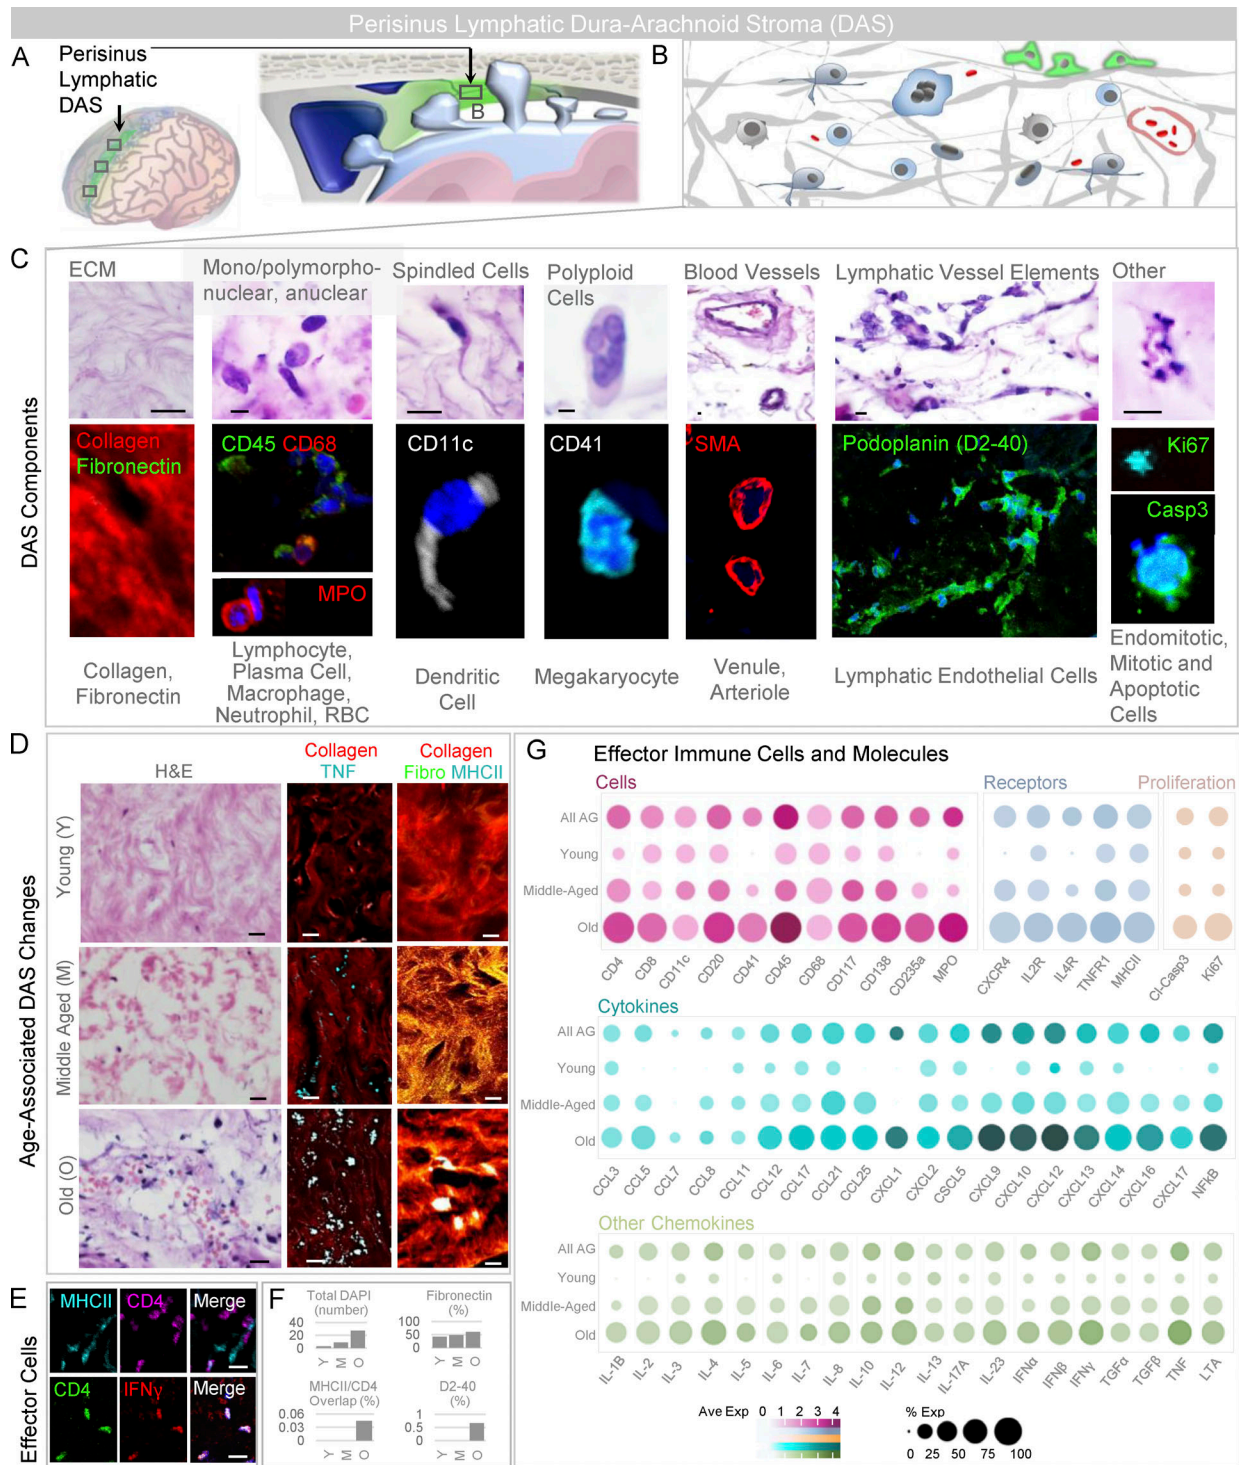 Perisinus Lymphatic Dura-Arachnoid Stroma (DAS)
A
Perisinus
Lymphatic
DAS
B
B
C
DAS Components
ECM
Mono/polymorpho-
nuclear, anuclear
Spindled Cells
Polyploid
Cells
Blood Vessels
Lymphatic Vessel Elements
Other
Collagen
Fibronectin
CD45 CD68
MPO
CD11c
CD41
SMA
Podoplanin (D2-40)
Ki67
Casp3
Collagen,
Fibronectin
Lymphocyte,
Plasma Cell,
Macrophage,
Neutrophil, RBC
Dendritic
Cell
Megakaryocyte
Venule,
Arteriole
Lymphatic Endothelial Cells
Endomitotic,
Mitotic and
Apoptotic
Cells
D
Age-Associated DAS Changes
H&E
Collagen
TNF
Collagen
Fibro MHCII
Young (Y)
Middle Aged (M)
Old (O)
E
Effector Cells
MHCII
CD4
Merge
CD4
IFNγ
Merge
F
Total DAPI
(number)
40
20
0
Y M O
Fibronectin
(%)
100
50
0
Y M O
MHCII/CD4
Overlap (%)
0.06
0.03
0
Y M O
D2-40
(%)
1
0.5
0
Y M O
G
Effector Immune Cells and Molecules
Cells
Receptors
Proliferation
All AG
Young
Middle-Aged
Old
CD4 CD8 CD11c CD20 CD41 CD45 CD68 CD117 CD138 CD235a MPO
CXCR4 IL2R IL4R TNFR1 MHCII
Cl-Casp3 Ki67
Cytokines
All AG
Young
Middle-Aged
Old
CCL3 CCL5 CCL7 CCL8 CCL11 CCL12 CCL17 CCL21 CCL25 CXCL1 CXCL2 CSCL5 CXCL9 CXCL10 CXCL12 CXCL13 CXCL14 CXCL16 CXCL17 NFkB
Other Chemokines
All AG
Young
Middle-Aged
Old
IL-1B IL-2 IL-3 IL-4 IL-5 IL-6 IL-7 IL-8 IL-10 IL-12 IL-13 IL-17A IL-23 IFNα IFNβ IFNγ TGFα TGFβ TNF LTA
Ave Exp 0 1 2 3 4
% Exp
0 25 50 75 100